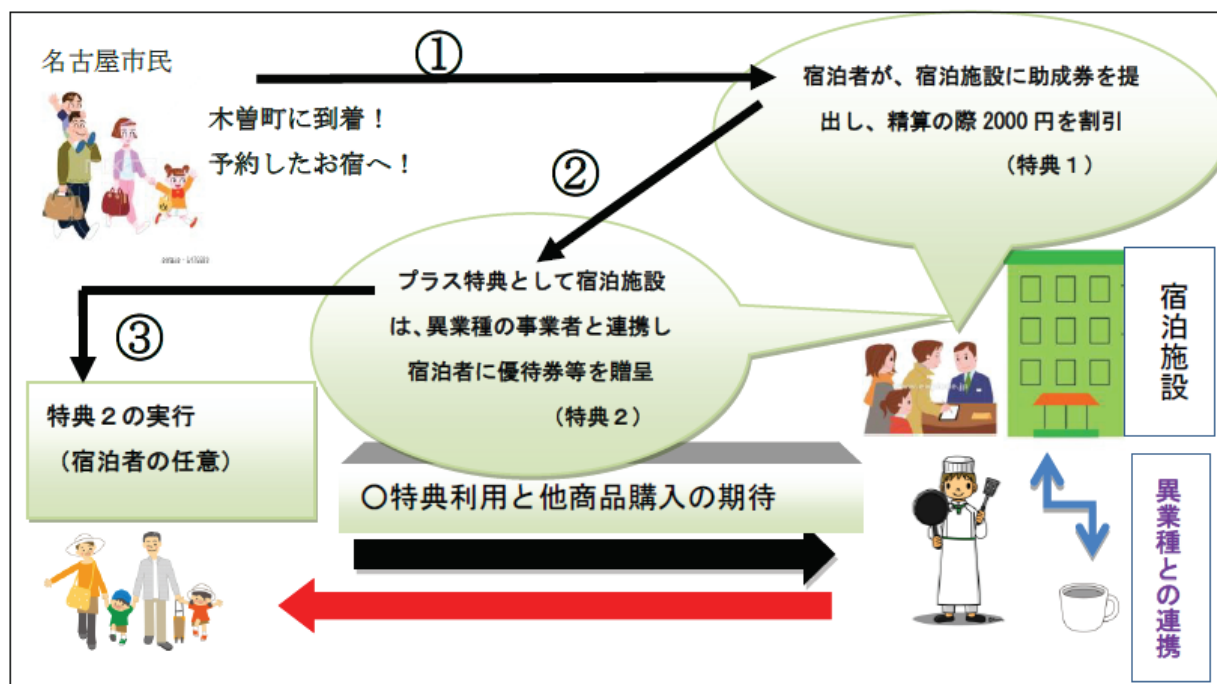 名古屋市民
木曽町に到着！
予約したお宿へ！
①
宿泊者が、宿泊施設に助成券を提
出し、精算の際 2000 円を割引
（特典１）
②
プラス特典として宿泊施設
は、異業種の事業者と連携し
宿泊者に優待券等を贈呈
（特典２）
③
特典２の実行
（宿泊者の任意）
〇特典利用と他商品購入の期待
宿泊施設
異業種との連携